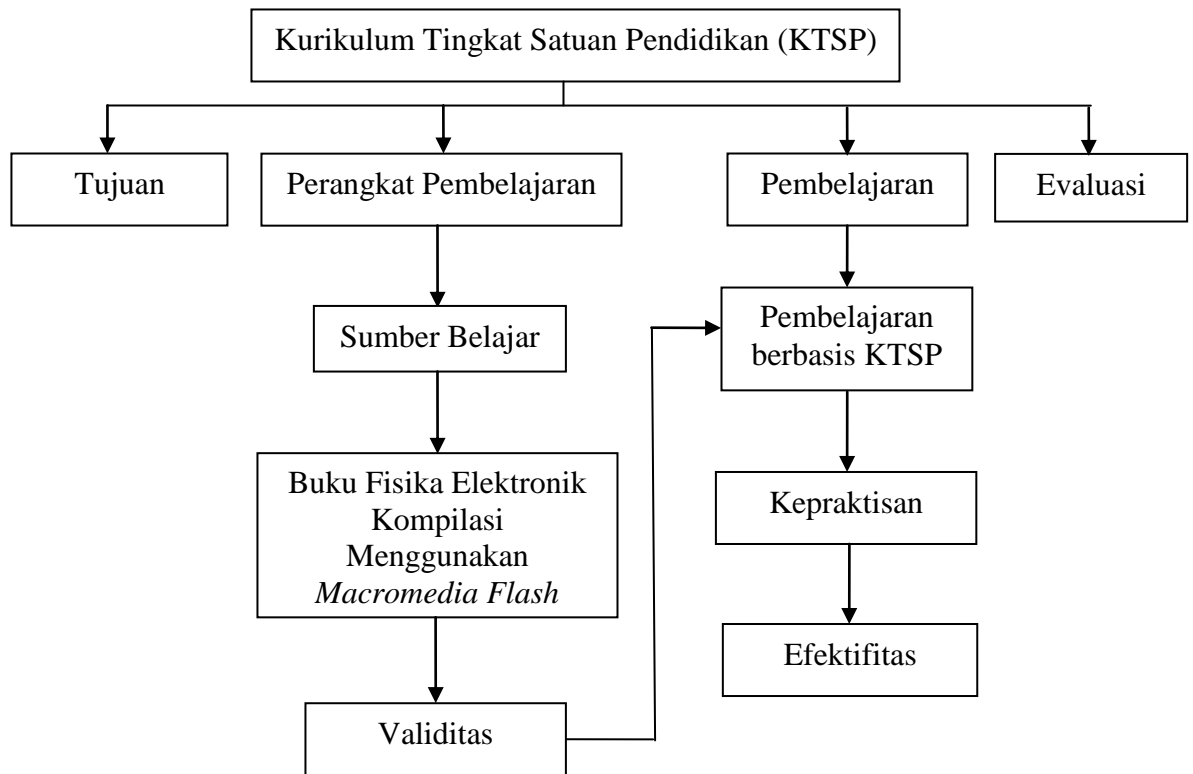 Kurikulum Tingkat Satuan Pendidikan (KTSP)
Tujuan
Perangkat Pembelajaran
Pembelajaran
Evaluasi
Sumber Belajar
Pembelajaran
berbasis KTSP
Buku Fisika Elektronik
Kompilasi
Menggunakan
Macromedia Flash
Kepraktisan
Efektifitas
Validitas